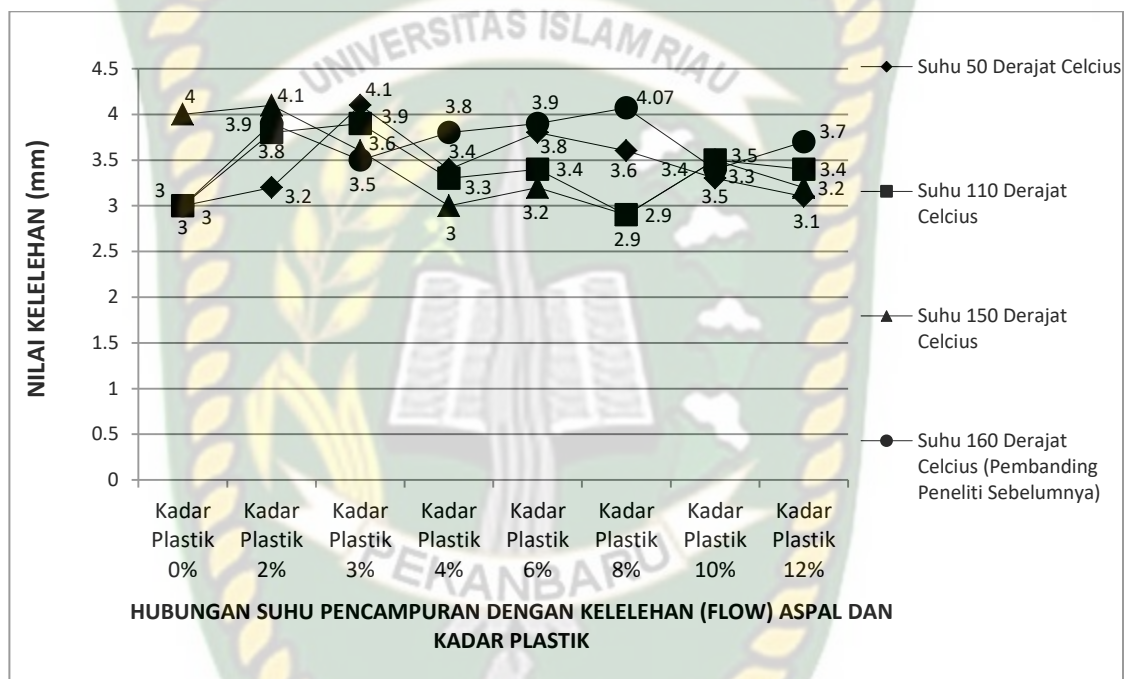 UNIVERSITAS ISLAM RIAU
4.5
4
3.5
3
2.5
2
1.5
1
0.5
0
NILAI KELELEHAN (mm)
4
3
3
3
4.1
3.9
3.8
3.2
4.1
3.9
3.6
3.5
3.8
3.4
3.3
3
3.9
3.8
3.4
3.2
4.07
3.6
2.9
2.9
3.4
3.5
3.3
3.5
3.7
3.4
3.2
3.1
Kadar Plastik 0%
Kadar Plastik 2%
Kadar Plastik 3%
Kadar Plastik 4%
Kadar Plastik 6%
Kadar Plastik 8%
Kadar Plastik 10%
Kadar Plastik 12%
PEKANBARU
HUBUNGAN SUHU PENCAMPURAN DENGAN KELELEHAN (FLOW) ASPAL DAN
KADAR PLASTIK
Suhu 50 Derajat Celcius
Suhu 110 Derajat
Celcius
Suhu 150 Derajat
Celcius
Suhu 160 Derajat
Celcius (Pembanding
Peneliti Sebelumnya)